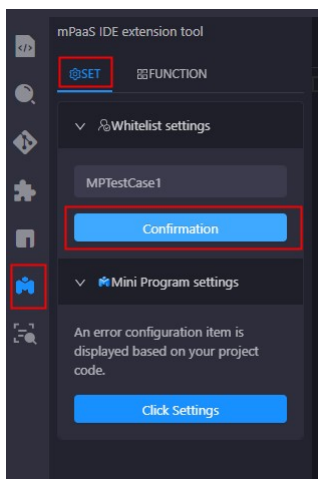 mPaaS IDE extension tool
SET FUNCTION
Whitelist settings
MPTestCase1
Confirmation
Mini Program settings
An error configuration item is
displayed based on your project
code.
Click Settings